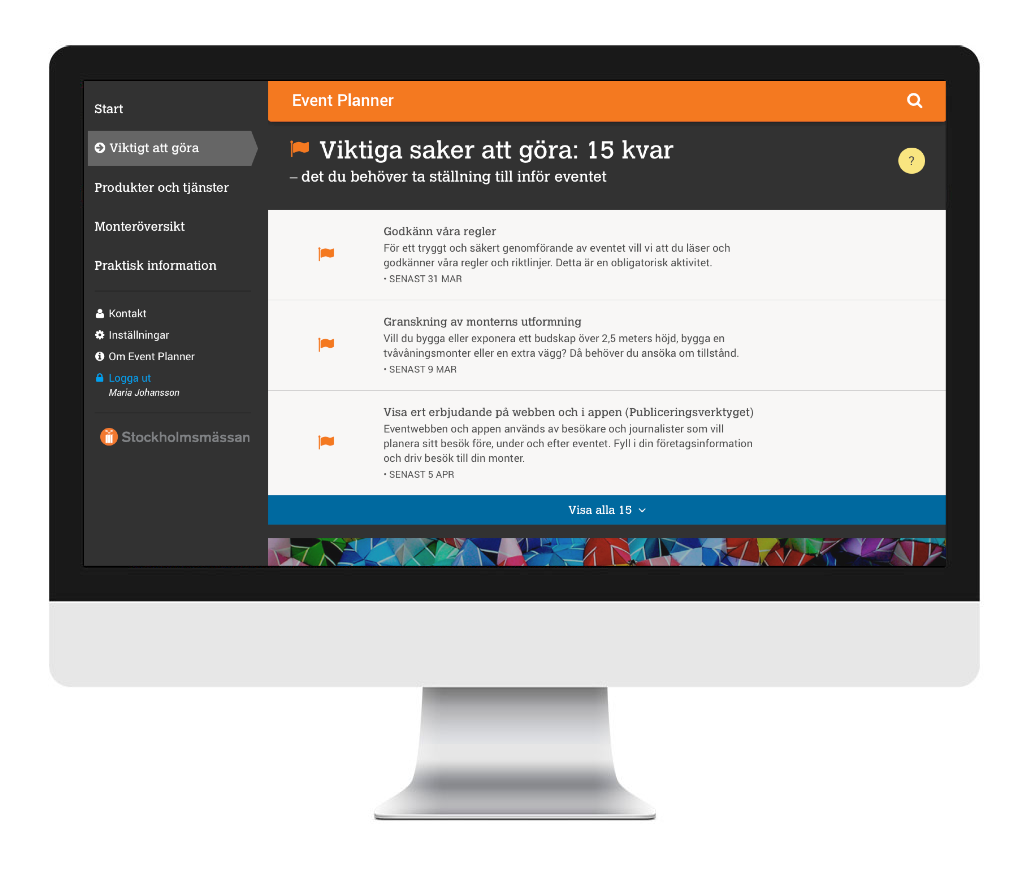 Start
Viktigt att göra
Produkter och tjänster
Monteröversikt
Praktisk information
Kontakt
Inställningar
Om Event Planner
Logga ut
Maria Johansson
Stockholmsmässan
Event Planner
Viktiga saker att göra: 15 kvar
– det du behöver ta ställning till inför eventet
?
Godkänn våra regler
För ett tryggt och säkert genomförande av eventet vill vi att du läser och
godkänner våra regler och riktlinjer. Detta är en obligatorisk aktivitet.
• SENAST 31 MAR
Granskning av monterns utformning
Vill du bygga eller exponera ett budskap över 2,5 meters höjd, bygga en
tvåvåningsmonter eller en extra vägg? Då behöver du ansöka om tillstånd.
• SENAST 9 MAR
Visa ert erbjudande på webben och i appen (Publiceringsverktyget)
Eventwebben och appen används av besökare och journalister som vill
planera sitt besök före, under och efter eventet. Fyll i din företagsinformation
och driv besök till din monter.
• SENAST 5 APR
Visa alla 15